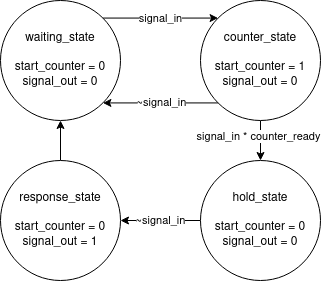 waiting_state
start_counter = 0
signal_out = 0
signal_in
counter_state
start_counter = 1
signal_out = 0
~signal_in
signal_in * counter_ready
response_state
start_counter = 0
signal_out = 1
~signal_in
hold_state
start_counter = 0
signal_out = 0